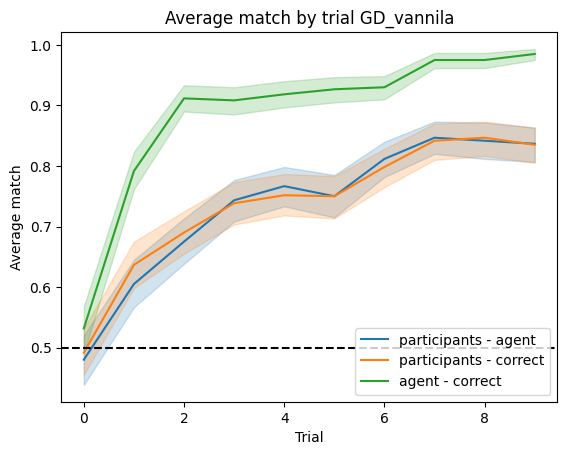 Average match by trial GD_vannila
Average match
1.0
0.9
0.8
0.7
0.6
0.5
participants - agent
participants - correct
agent - correct
0 2 4 6 8
Trial